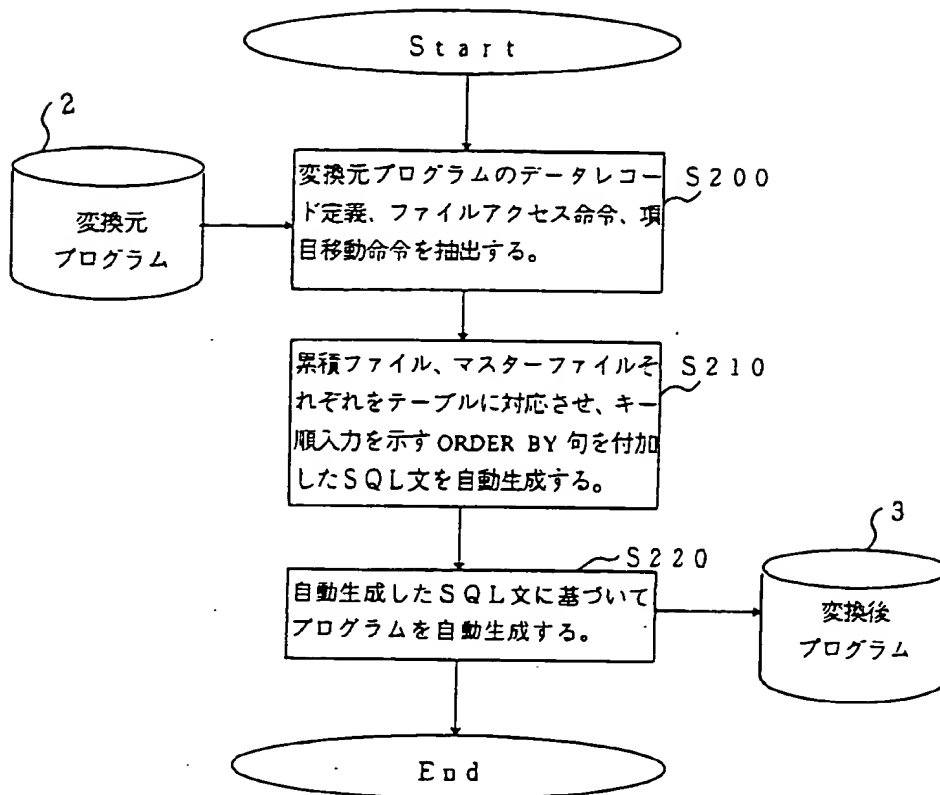 Start
2
変換元
プログラム
変換元プログラムのデータレコー
ド定義、ファイルアクセス命令、項
目移動命令を抽出する。
S200
累積ファイル、マスターファイルそ
れぞれをテーブルに対応させ、キー
順入力を示すORDER BY 句を付加
したSQL文を自動生成する。
S210
自動生成したSQL文に基づいて
プログラムを自動生成する。
S220
3
変換後
プログラム
End